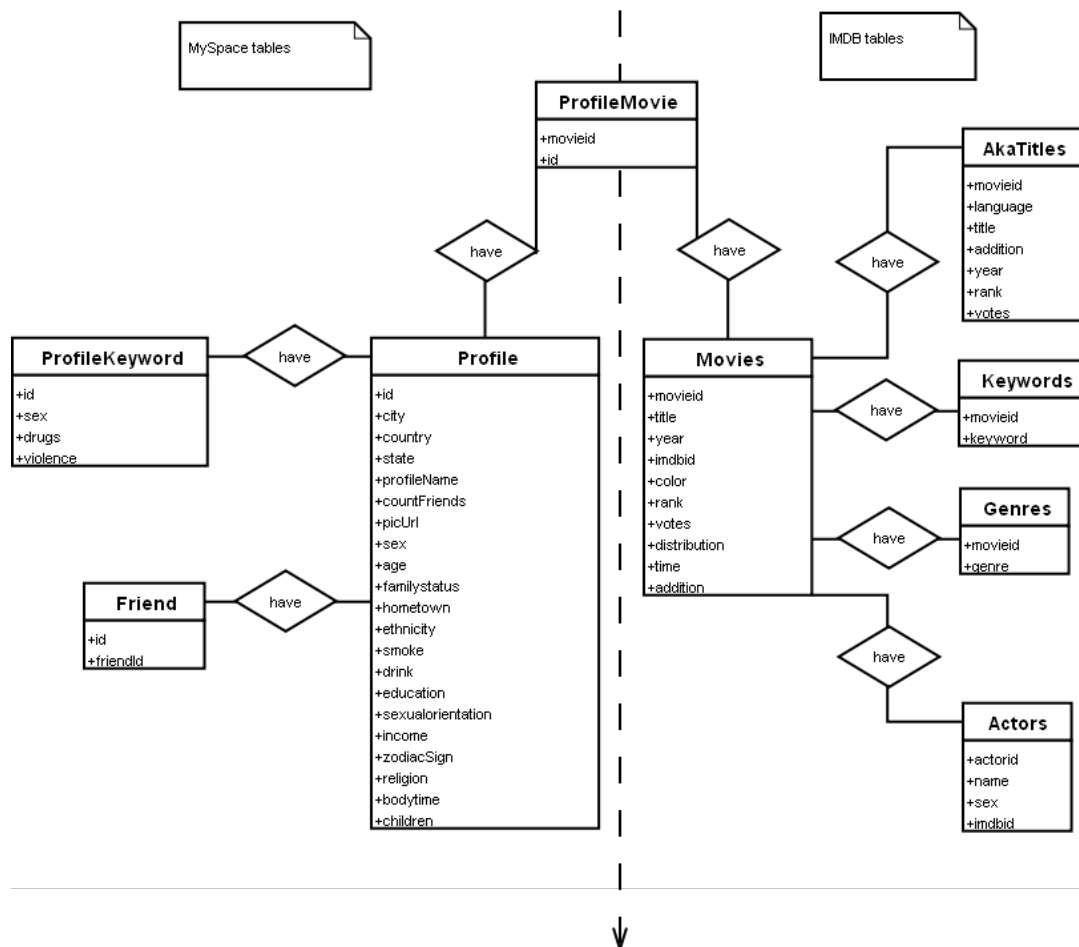 MySpace tables
IMDB tables
ProfileMovie
+movieid
+id
have
have
ProfileKeyword
+id
+sex
+drugs
+violence
have
Profile
+id
+city
+country
+state
+profileName
+countFriends
+picUrl
+sex
+age
+familystatus
+hometown
+ethnicity
+smoke
+drink
+education
+sexualorientation
+income
+zodiacSign
+religion
+bodytime
+children
Friend
+id
+friendId
have
Movies
+movieid
+title
+year
+imdbid
+color
+rank
+votes
+distribution
+time
+addition
have
AkaTitles
+movieid
+language
+title
+addition
+year
+rank
+votes
have
Keywords
+movieid
+keyword
have
Genres
+movieid
+genre
have
Actors
+actorid
+name
+sex
+imdbid